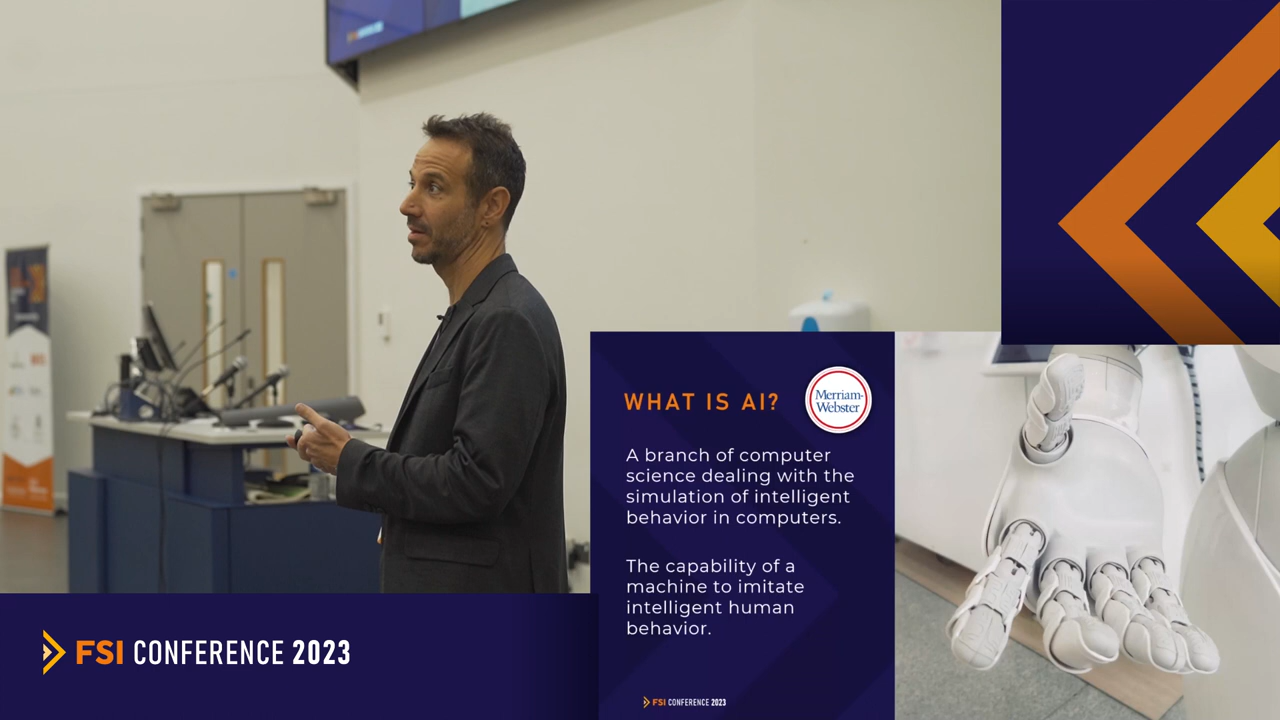 WHAT IS AI?
Merriam-
Webster
A branch of computer
science dealing with the
simulation of intelligent
behavior in computers.
The capability of a
machine to imitate
intelligent human
behavior.
FSI CONFERENCE 2023
FSI CONFERENCE 2023